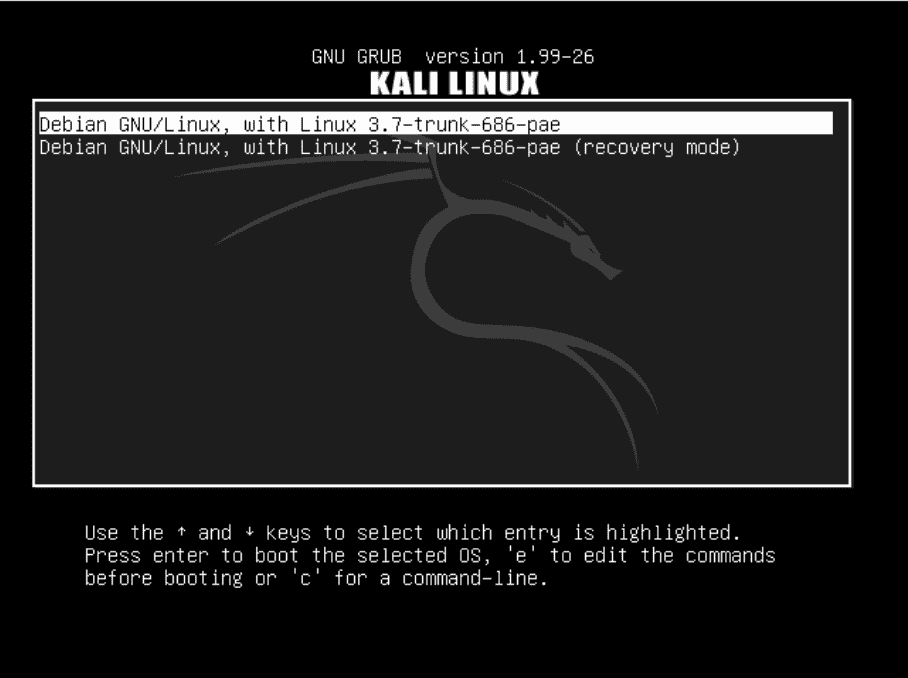 GNU GRUB  version 1.99-26
KALI LINUX
Debian GNU/Linux, with Linux 3.7-trunk-686-pae
Debian GNU/Linux, with Linux 3.7-trunk-686-pae (recovery mode)
Use the ↑ and ↓ keys to select which entry is highlighted.
Press enter to boot the selected OS, 'e' to edit the commands
before booting or 'c' for a command-line.